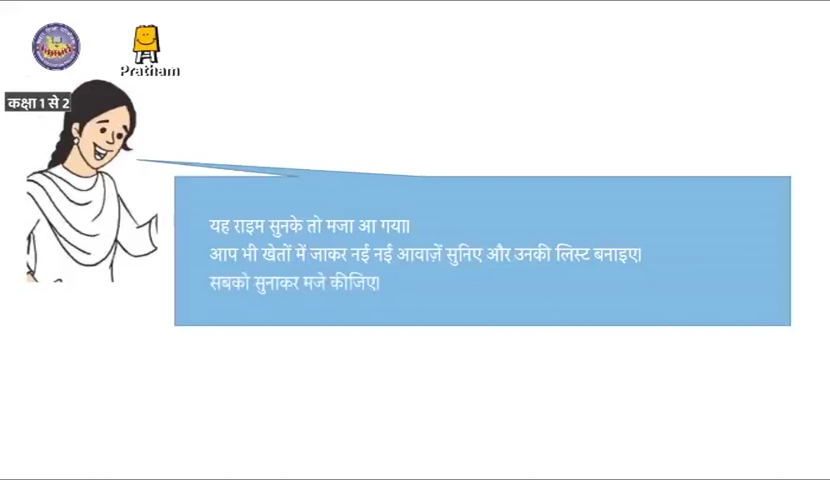 Pratham
कक्षा 1 से 2
यह राइम सुनके तो मजा आ गया।
आप भी खेतों में जाकर नई नई आवाज़ें सुनिए और उनकी लिस्ट बनाइए।
सबको सुनाकर मजे कीजिए।